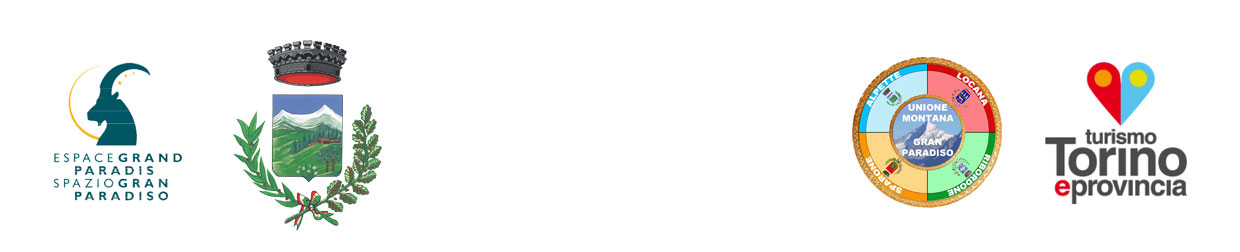 ESPACEGRAND
PARADIS
SPAZIOGRAN
PARADISO
ALPETTE
LOCANA
UNIONE
MONTANA
GRAN
PARADISO
SPARONE
RIBORDONE
turismo
Torino
eprovincia